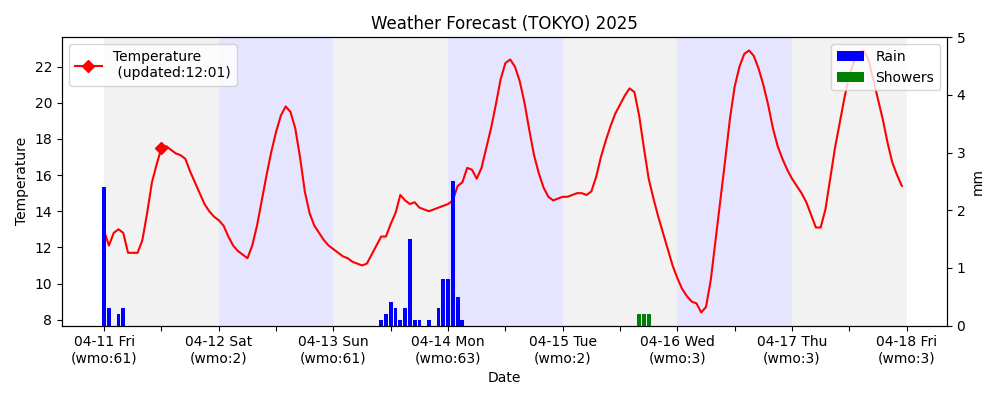 Weather Forecast (TOKYO) 2025
Temperature
(updated:12:01)
Rain
Showers
Temperature
22
20
18
16
14
12
10
8
5
4
3
2
1
0
mm
04-11 Fri
(wmo:61)
04-12 Sat
(wmo:2)
04-13 Sun
(wmo:61)
04-14 Mon
(wmo:63)
04-15 Tue
(wmo:2)
04-16 Wed
(wmo:3)
04-17 Thu
(wmo:3)
04-18 Fri
(wmo:3)
Date